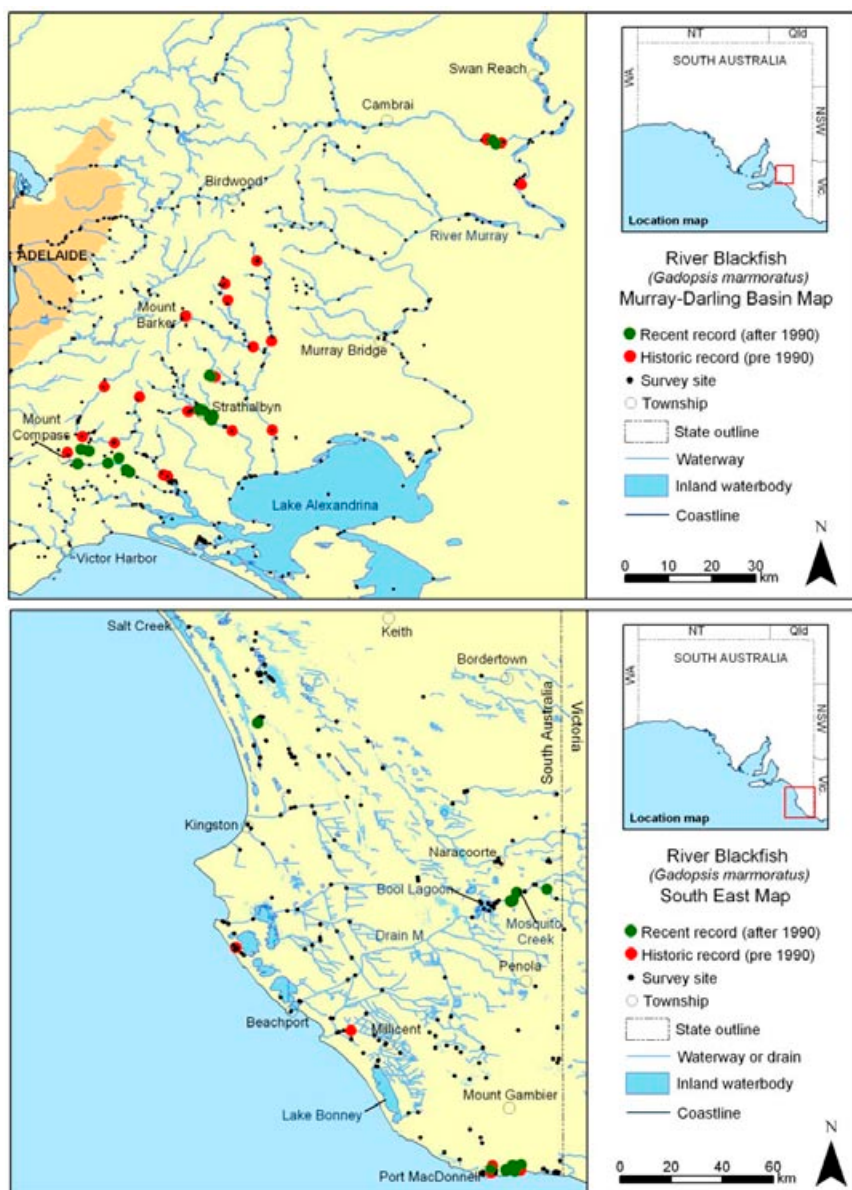 Swan Reach
Cambrai
Birdwood
River Murray
ADELAIDE
Mount
Barker
Murray Bridge
Strathalbyn
Mount
Compass
Lake Alexandrina
Victor Harbor
NT
Qld
WA
SOUTH AUSTRALIA
NSW
Vic.
Location map
River Blackfish
(Gadopsis marmoratus)
Murray-Darling Basin Map
Recent record (after 1990)
Historic record (pre 1990)
Survey site
Township
State outline
Waterway
Inland waterbody
Coastline
N
0 10 20 30
km
Salt Creek
Keith
Bordertown
South Australia
Victoria
Kingston
Naracoorte
Bool Lagoon
Mosquito
Creek
Drain M
Penola
Beachport
Millicent
Mount Gambier
Lake Bonney
Port MacDonnell
NT
Qld
WA
SOUTH AUSTRALIA
NSW
Vic.
Location map
River Blackfish
(Gadopsis marmoratus)
South East Map
Recent record (after 1990)
Historic record (pre 1990)
Survey site
Township
State outline
Waterway or drain
Inland waterbody
Coastline
N
0 20 40 60
km